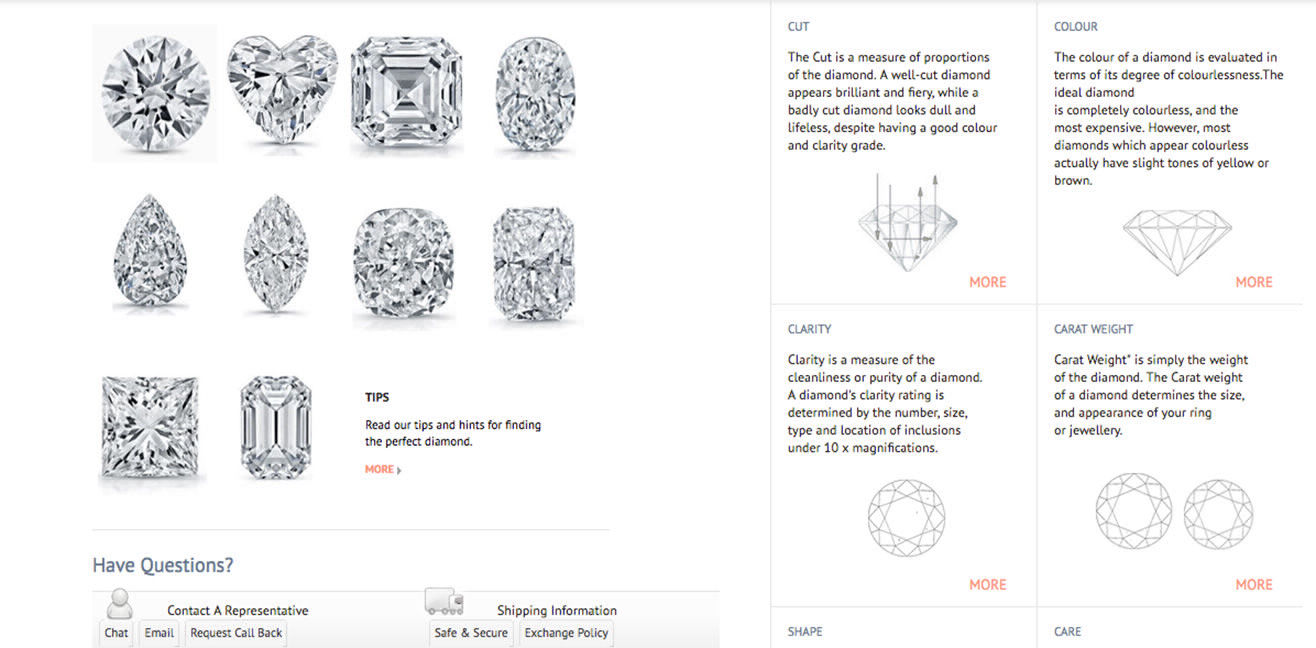 TIPS
Read our tips and hints for finding
the perfect diamond.
MORE
Have Questions?
Contact A Representative
Chat
Email
Request Call Back
Shipping Information
Safe & Secure
Exchange Policy
CUT
The Cut is a measure of proportions
of the diamond. A well-cut diamond
appears brilliant and fiery, while a
badly cut diamond looks dull and
lifeless, despite having a good colour
and clarity grade.
MORE
COLOUR
The colour of a diamond is evaluated in
terms of its degree of colourlessness.The
ideal diamond
is completely colourless, and the
most expensive. However, most
diamonds which appear colourless
actually have slight tones of yellow or
brown.
MORE
CLARITY
Clarity is a measure of the
cleanliness or purity of a diamond.
A diamond's clarity rating is
determined by the number, size,
type and location of inclusions
under 10 x magnifications.
MORE
CARAT WEIGHT
Carat Weight* is simply the weight
of the diamond. The Carat weight
of a diamond determines the size,
and appearance of your ring
or jewellery.
MORE
SHAPE
CARE